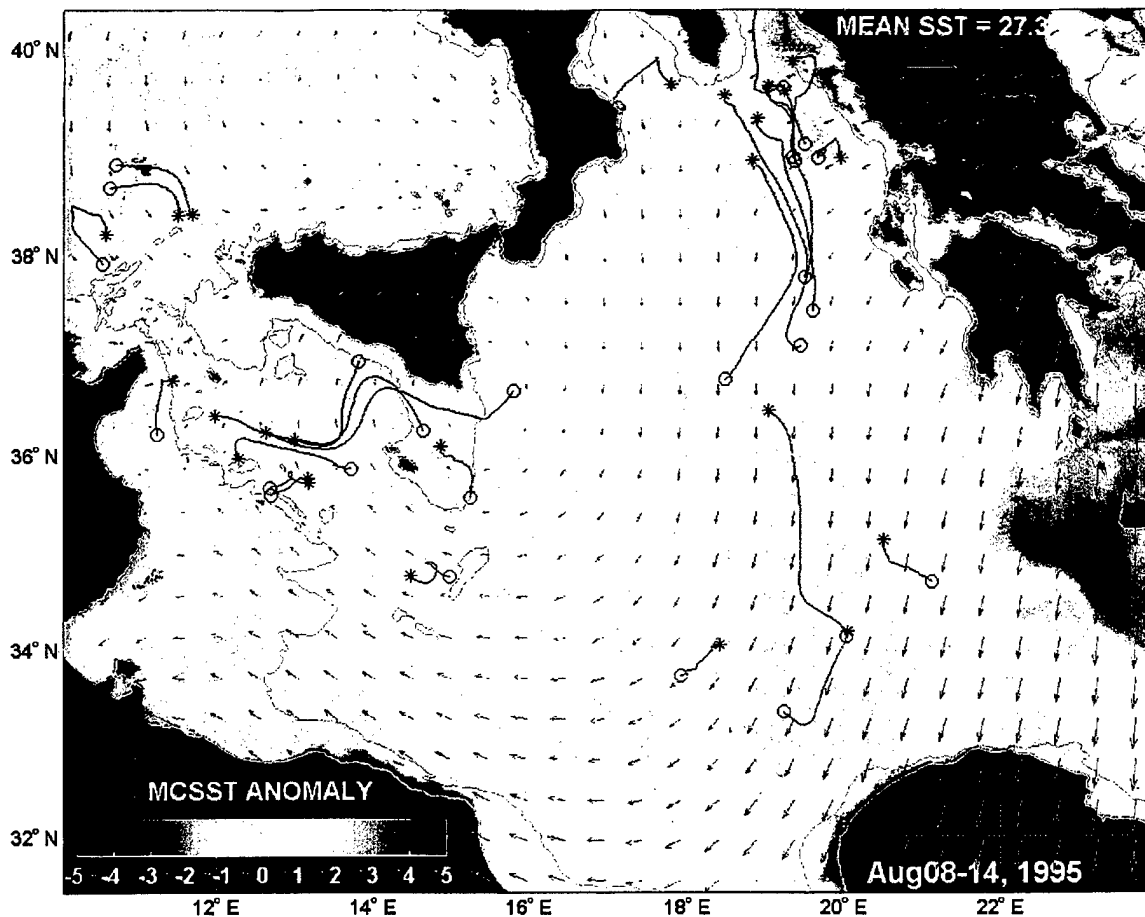 40° N
MEAN SST = 27.3
38° N
36° N
34° N
32° N
MCSST ANOMALY
-5 -4 -3 -2 -1 0 1 2 3 4 5
Aug08-14, 1995
12° E 14° E 16° E 18° E 20° E 22° E